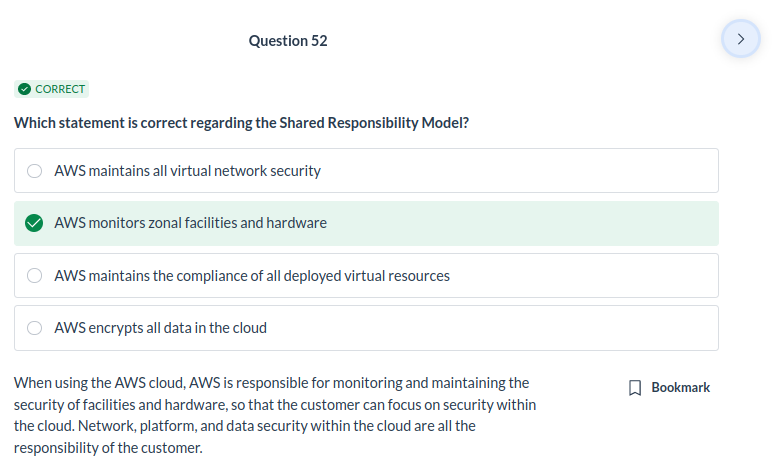 Question 52
CORRECT
Which statement is correct regarding the Shared Responsibility Model?
AWS maintains all virtual network security
AWS monitors zonal facilities and hardware
AWS maintains the compliance of all deployed virtual resources
AWS encrypts all data in the cloud
When using the AWS cloud, AWS is responsible for monitoring and maintaining the
security of facilities and hardware, so that the customer can focus on security within
the cloud. Network, platform, and data security within the cloud are all the
responsibility of the customer.
Bookmark